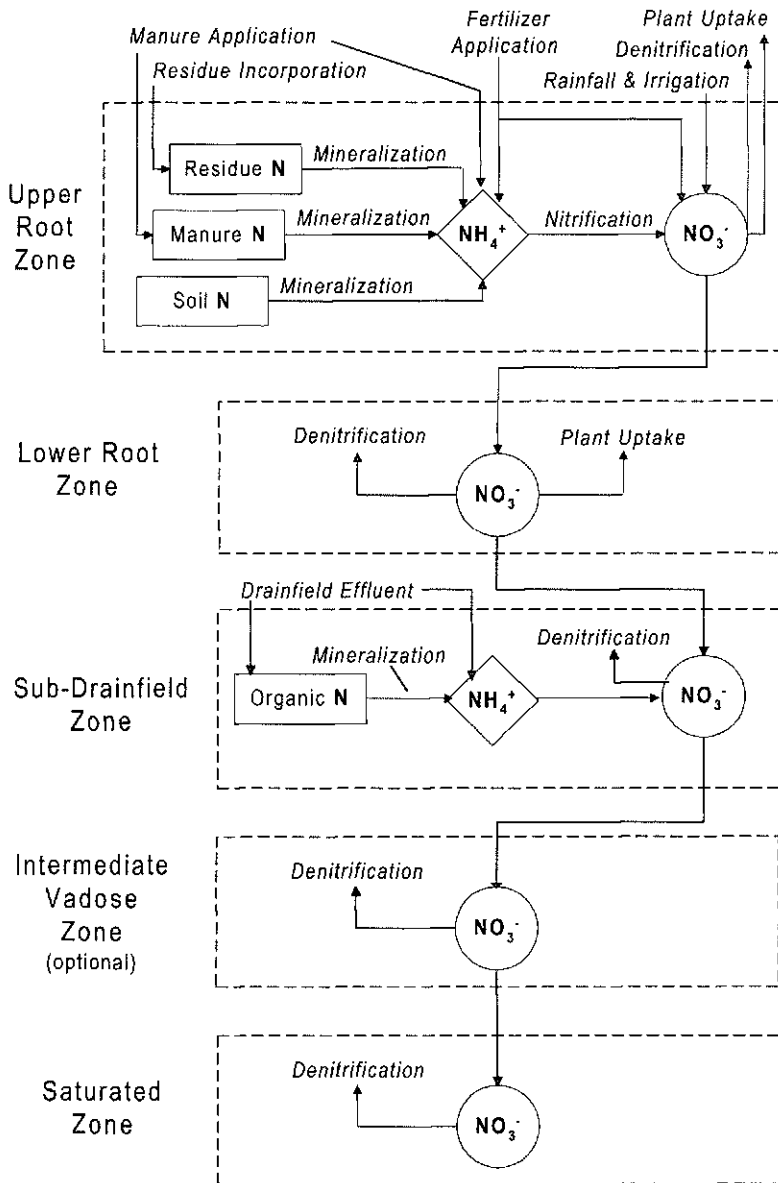 Manure Application
Residue Incorporation
Fertilizer
Application
Plant Uptake
Denitrification
Rainfall & Irrigation
Upper
Root
Zone
Residue N
Mineralization
Manure N
Mineralization
Soil N
Mineralization
NH₄⁺
Nitrification
NO₃⁻
Lower Root
Zone
Denitrification
Plant Uptake
NO₃⁻
Drainfield Effluent
Sub-Drainfield
Zone
Mineralization
Organic N
NH₄⁺
Denitrification
NO₃⁻
Intermediate
Vadose
Zone
(optional)
Denitrification
NO₃⁻
Saturated
Zone
Denitrification
NO₃⁻